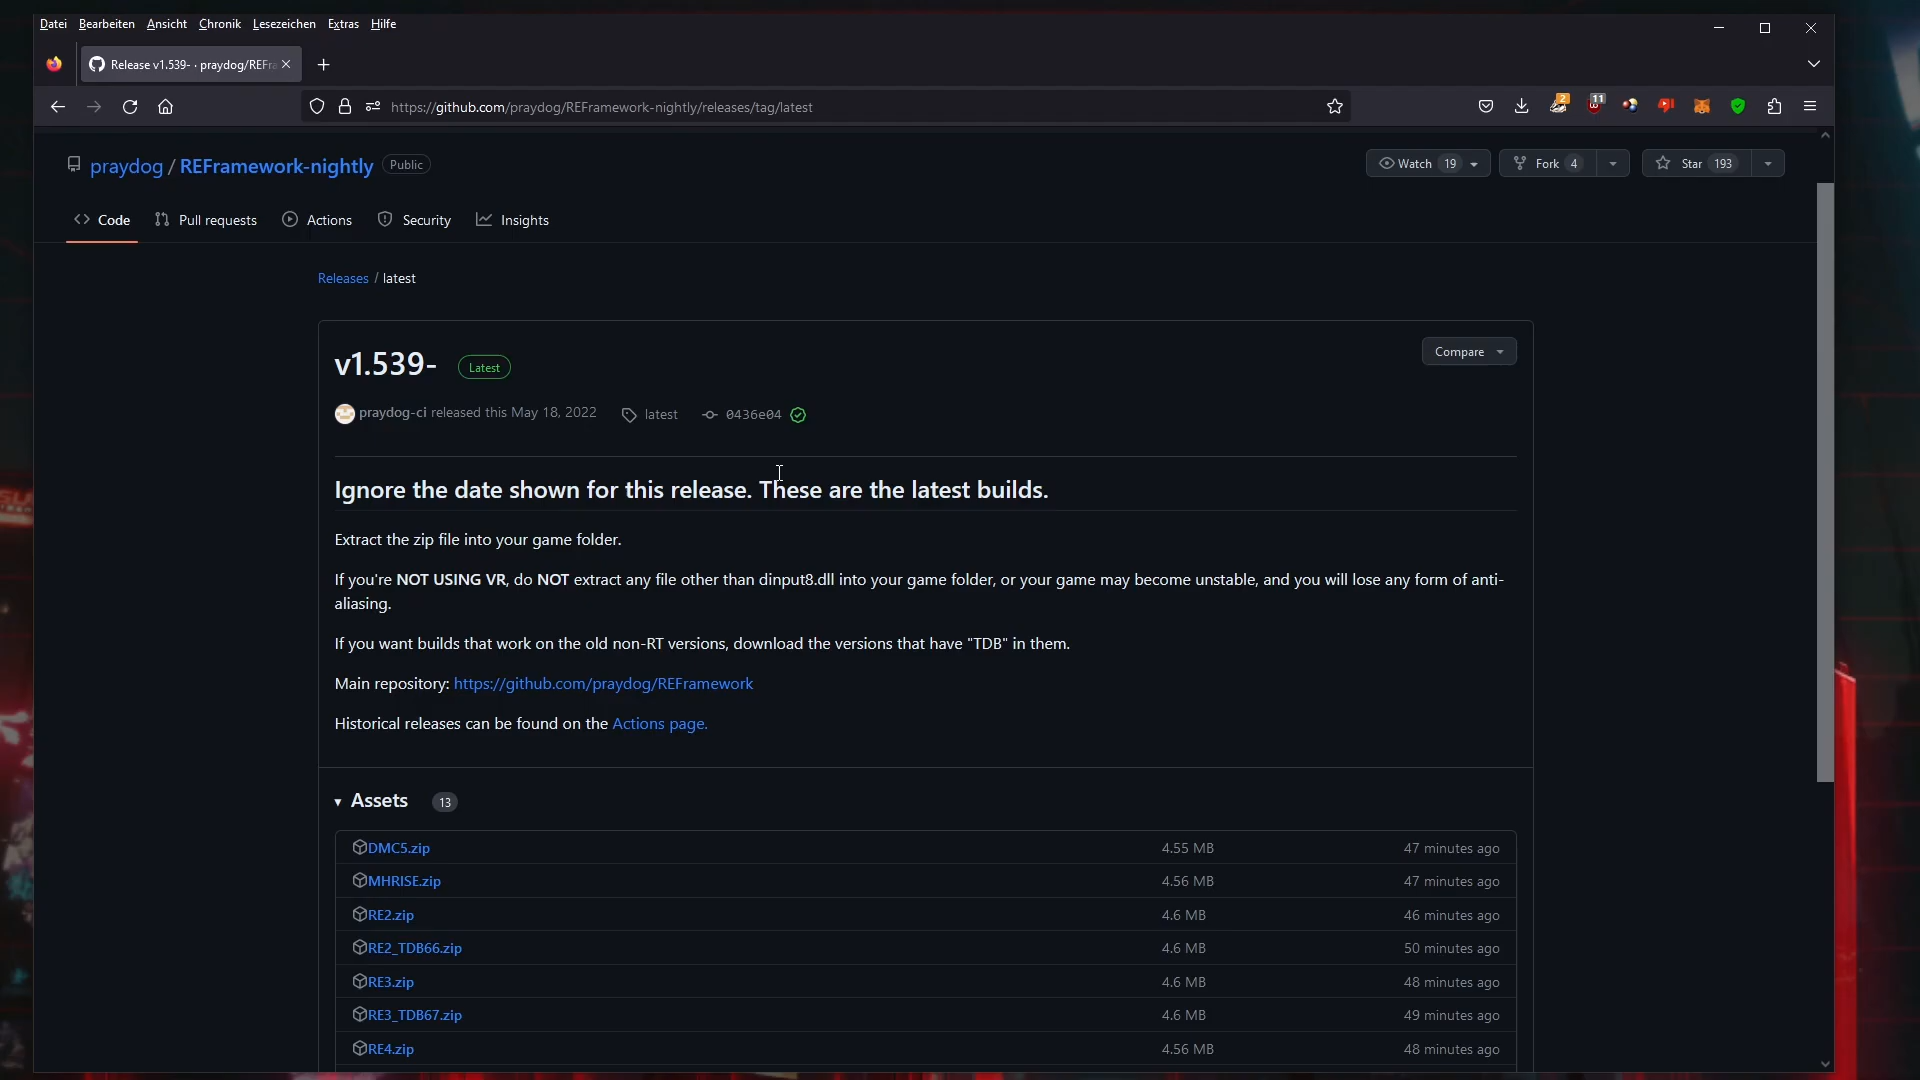 Datei Bearbeiten Ansicht Chronik Lesezeichen Extras Hilfe
Release v1.539- · praydog/REFra
https://github.com/praydog/REFramework-nightly/releases/tag/latest
2
11
praydog / REFramework-nightly Public
Watch 19
Fork 4
Star 193
Code Pull requests Actions Security Insights
Releases / latest
v1.539- Latest
Compare
praydog-ci released this May 18, 2022 latest 0436e04
Ignore the date shown for this release. These are the latest builds.
Extract the zip file into your game folder.
If you're NOT USING VR, do NOT extract any file other than dinput8.dll into your game folder, or your game may become unstable, and you will lose any form of anti-
aliasing.
If you want builds that work on the old non-RT versions, download the versions that have "TDB" in them.
Main repository: https://github.com/praydog/REFramework
Historical releases can be found on the Actions page.
Assets 13
DMC5.zip 4.55 MB 47 minutes ago
MHRISE.zip 4.56 MB 47 minutes ago
RE2.zip 4.6 MB 46 minutes ago
RE2_TDB66.zip 4.6 MB 50 minutes ago
RE3.zip 4.6 MB 48 minutes ago
RE3_TDB67.zip 4.6 MB 49 minutes ago
RE4.zip 4.56 MB 48 minutes ago